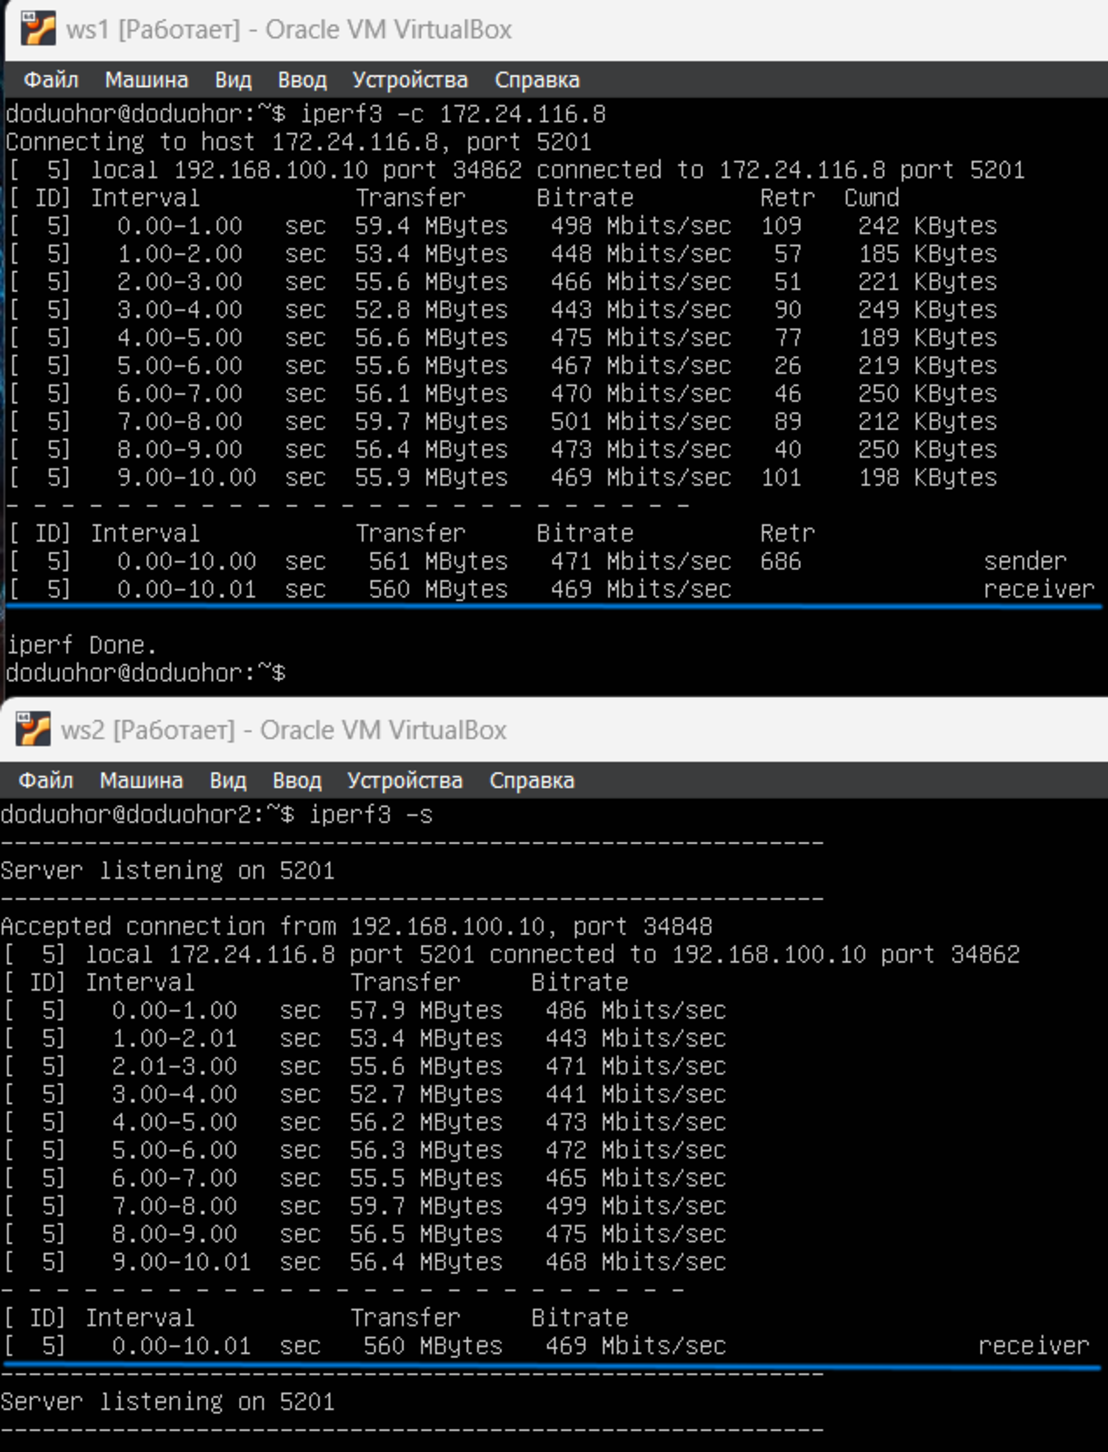 ws1 [Работает] - Oracle VM VirtualBox
Файл Машина Вид Ввод Устройства Справка
doduohor@doduohor:~$ iperf3 -c 172.24.116.8
Connecting to host 172.24.116.8, port 5201
[  5] local 192.168.100.10 port 34862 connected to 172.24.116.8 port 5201
[ ID] Interval           Transfer     Bitrate         Retr  Cwnd
[  5]   0.00-1.00   sec  59.4 MBytes   498 Mbits/sec  109    242 KBytes
[  5]   1.00-2.00   sec  53.4 MBytes   448 Mbits/sec   57    185 KBytes
[  5]   2.00-3.00   sec  55.6 MBytes   466 Mbits/sec   51    221 KBytes
[  5]   3.00-4.00   sec  52.8 MBytes   443 Mbits/sec   90    249 KBytes
[  5]   4.00-5.00   sec  56.6 MBytes   475 Mbits/sec   77    189 KBytes
[  5]   5.00-6.00   sec  55.6 MBytes   467 Mbits/sec   26    219 KBytes
[  5]   6.00-7.00   sec  56.1 MBytes   470 Mbits/sec   46    250 KBytes
[  5]   7.00-8.00   sec  59.7 MBytes   501 Mbits/sec   89    212 KBytes
[  5]   8.00-9.00   sec  56.4 MBytes   473 Mbits/sec   40    250 KBytes
[  5]   9.00-10.00  sec  55.9 MBytes   469 Mbits/sec  101    198 KBytes
- - - - - - - - - - - - - - - - - - - - - - - - -
[ ID] Interval           Transfer     Bitrate         Retr
[  5]   0.00-10.00  sec   561 MBytes   471 Mbits/sec  686             sender
[  5]   0.00-10.01  sec   560 MBytes   469 Mbits/sec                  receiver
iperf Done.
doduohor@doduohor:~$
ws2 [Работает] - Oracle VM VirtualBox
Файл Машина Вид Ввод Устройства Справка
doduohor@doduohor2:~$ iperf3 -s
-----------------------------------------------------------
Server listening on 5201
-----------------------------------------------------------
Accepted connection from 192.168.100.10, port 34848
[  5] local 172.24.116.8 port 5201 connected to 192.168.100.10 port 34862
[ ID] Interval           Transfer     Bitrate
[  5]   0.00-1.00   sec  57.9 MBytes   486 Mbits/sec
[  5]   1.00-2.01   sec  53.4 MBytes   443 Mbits/sec
[  5]   2.01-3.00   sec  55.6 MBytes   471 Mbits/sec
[  5]   3.00-4.00   sec  52.7 MBytes   441 Mbits/sec
[  5]   4.00-5.00   sec  56.2 MBytes   473 Mbits/sec
[  5]   5.00-6.00   sec  56.3 MBytes   472 Mbits/sec
[  5]   6.00-7.00   sec  55.5 MBytes   465 Mbits/sec
[  5]   7.00-8.00   sec  59.7 MBytes   499 Mbits/sec
[  5]   8.00-9.00   sec  56.5 MBytes   475 Mbits/sec
[  5]   9.00-10.01  sec  56.4 MBytes   468 Mbits/sec
- - - - - - - - - - - - - - - - - - - - - - - - -
[ ID] Interval           Transfer     Bitrate
[  5]   0.00-10.01  sec   560 MBytes   469 Mbits/sec                  receiver
-----------------------------------------------------------
Server listening on 5201
-----------------------------------------------------------